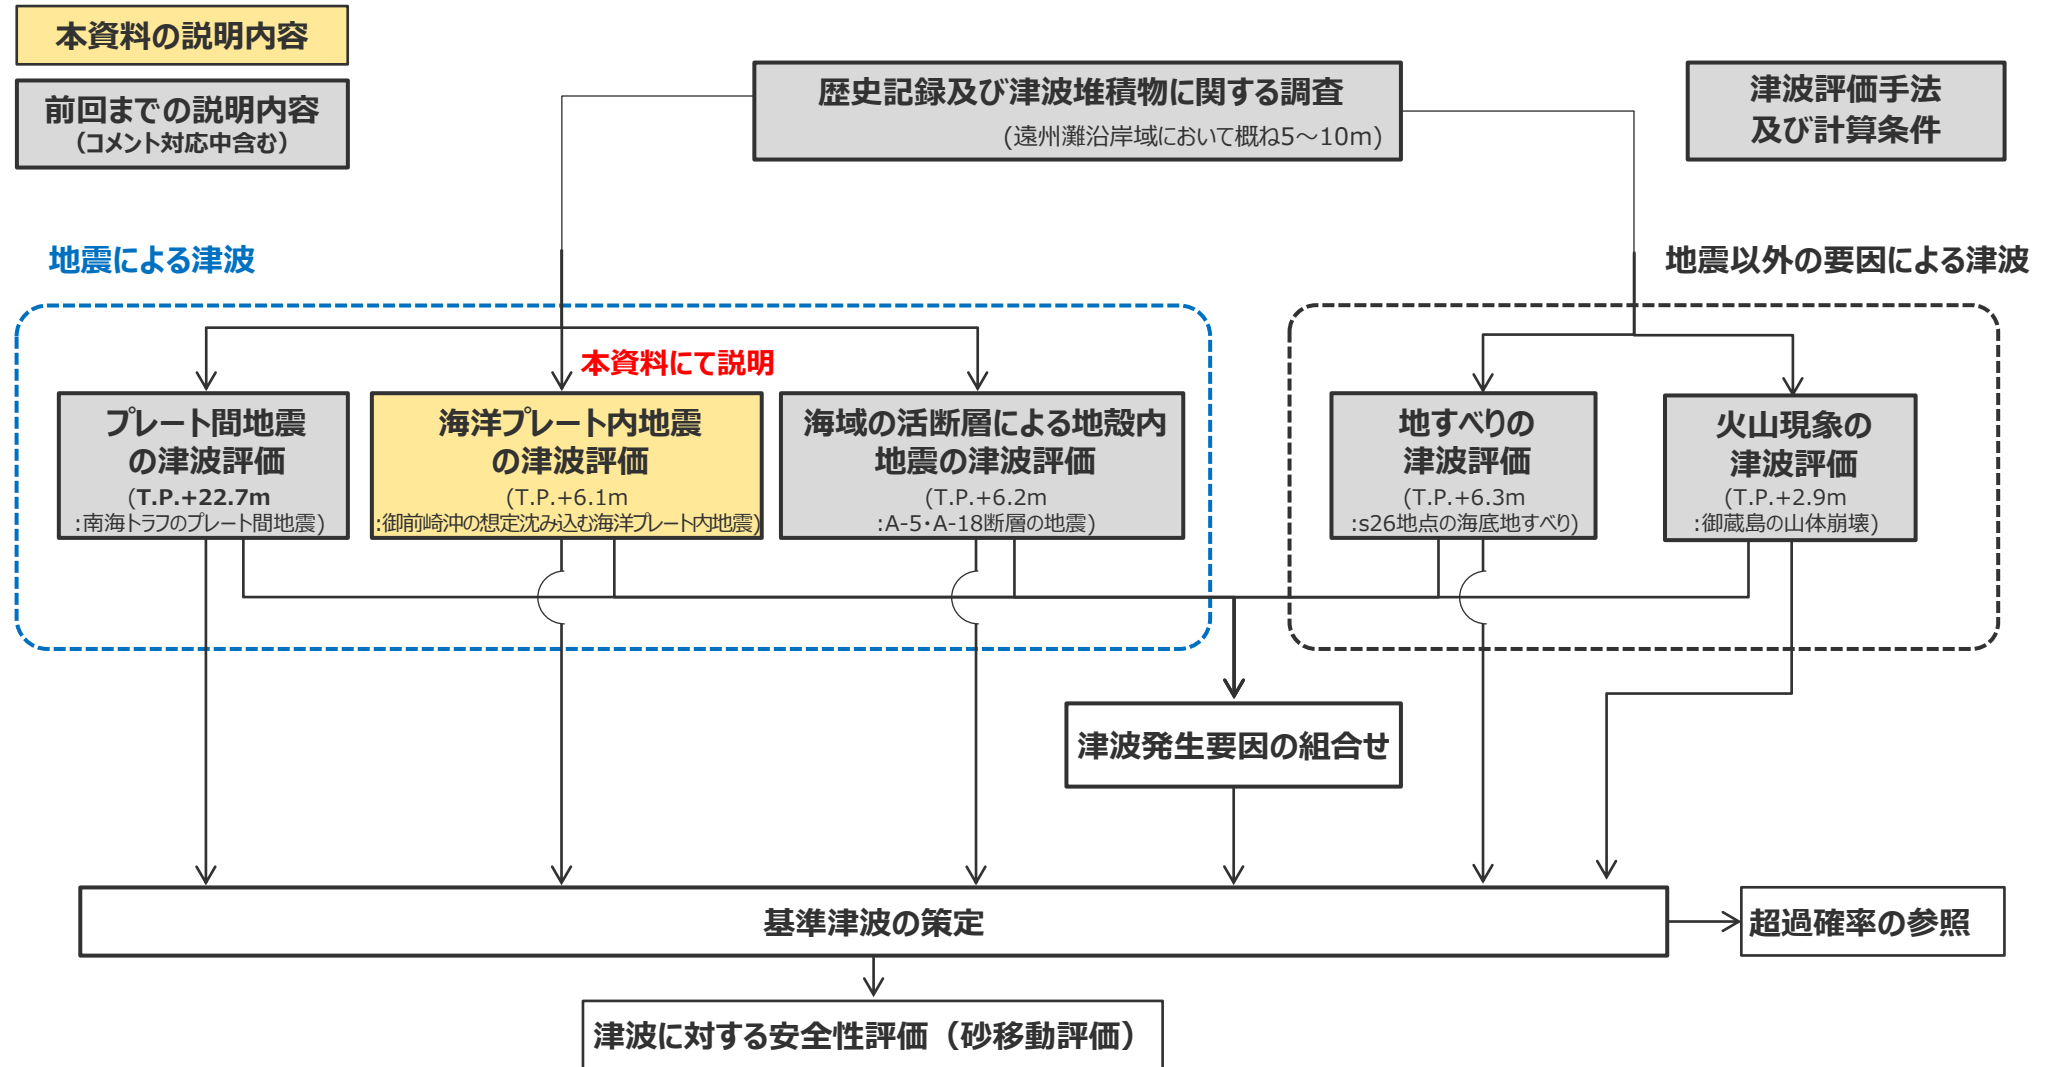 本資料の説明内容
前回までの説明内容
(コメント対応中含む)
歴史記録及び津波堆積物に関する調査
(遠州灘沿岸域において概ね5～10m)
津波評価手法
及び計算条件
地震による津波
地震以外の要因による津波
本資料にて説明
プレート間地震
の津波評価
(T.P.+22.7m
:南海トラフのプレート間地震)
海洋プレート内地震
の津波評価
(T.P.+6.1m
:御前崎沖の想定沈み込む海洋プレート内地震)
海域の活断層による地殻内
地震の津波評価
(T.P.+6.2m
:A-5・A-18断層の地震)
地すべりの
津波評価
(T.P.+6.3m
:s26地点の海底地すべり)
火山現象の
津波評価
(T.P.+2.9m
:御蔵島の山体崩壊)
津波発生要因の組合せ
基準津波の策定
超過確率の参照
津波に対する安全性評価（砂移動評価）